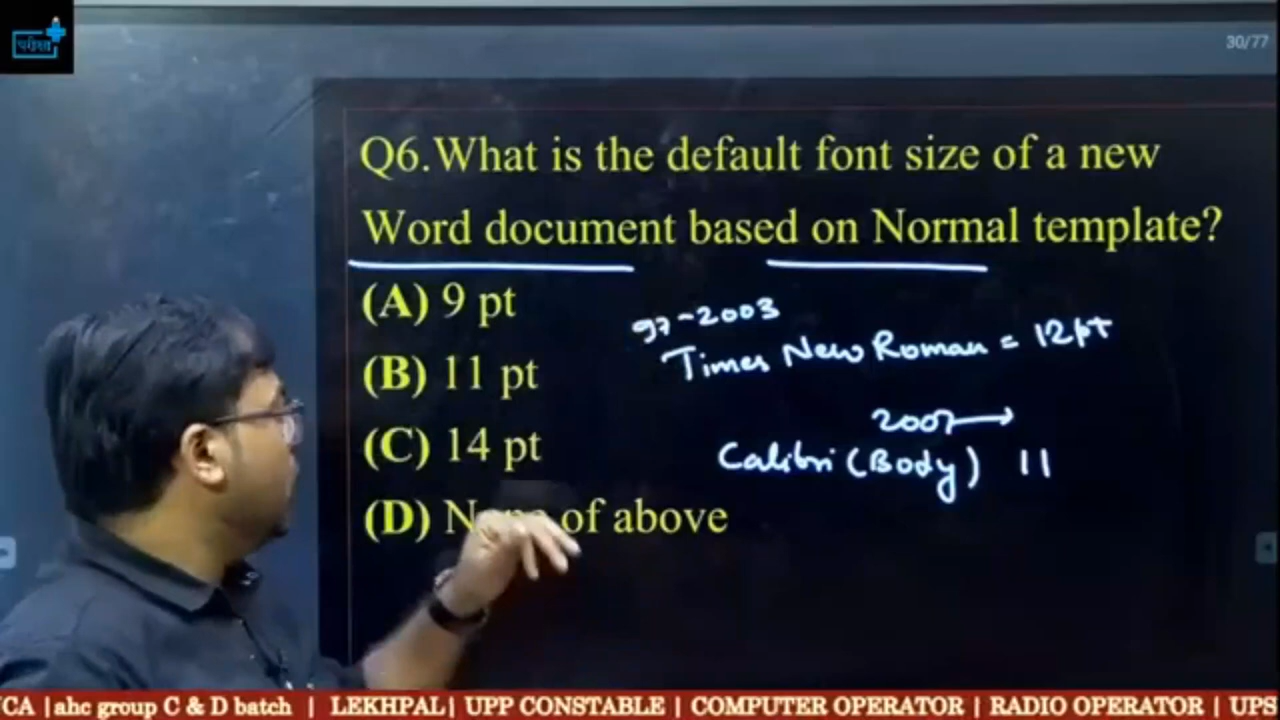 परीक्षा
30/77
Q6.What is the default font size of a new
Word document based on Normal template?
(A) 9 pt
97-2003
Times New Roman = 12pt
(B) 11 pt
2007→
(C) 14 pt
Calibri (Body) 11
(D) None of above
CA |ahc group C & D batch | LEKHPAL| UPP CONSTABLE | COMPUTER OPERATOR | RADIO OPERATOR | UPS